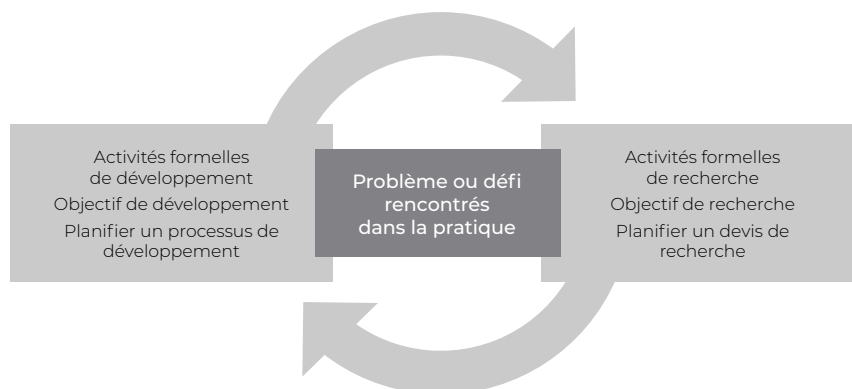 Activités formelles
de développement
Objectif de développement
Planifier un processus de
développement
Problème ou défi
rencontrés
dans la pratique
Activités formelles
de recherche
Objectif de recherche
Planifier un devis de
recherche